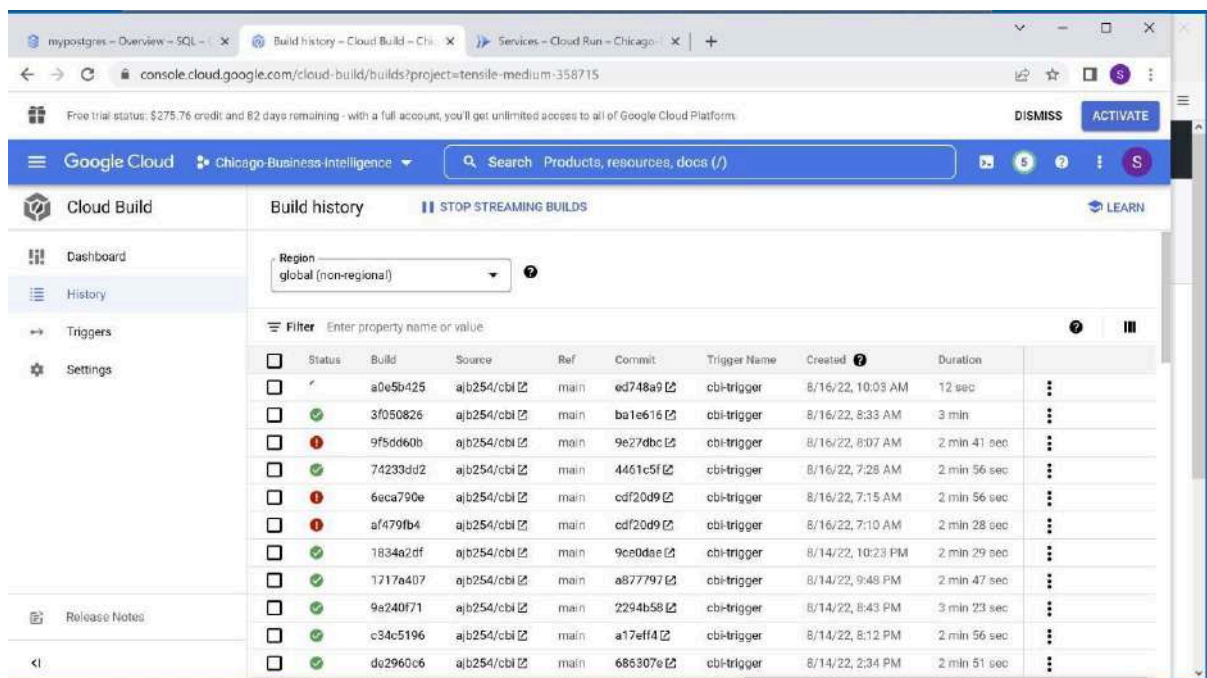 mypostgres – Overview – SQL – Build history – Cloud Build – Chi Services – Cloud Run – Chicago
console.cloud.google.com/cloud-build/builds?project=tensile-medium-358715 S
Free trial status: $275.76 credit and 82 days remaining - with a full account, you'll get unlimited access to all of Google Cloud Platform. DISMISS ACTIVATE
Google Cloud Chicago-Business-Intelligence Search Products, resources, docs (/) 5 S
Cloud Build Build history STOP STREAMING BUILDS LEARN
Dashboard
History
Triggers
Settings
Release Notes
Region
global (non-regional)
Filter Enter property name or value
Status Build Source Ref Commit Trigger Name Created Duration
a0e5b425 ajb254/cbi main ed748a9 cbi-trigger 8/16/22, 10:03 AM 12 sec
3f050826 ajb254/cbi main ba1e616 cbi-trigger 8/16/22, 8:33 AM 3 min
9f5dd60b ajb254/cbi main 9e27dbc cbi-trigger 8/16/22, 8:07 AM 2 min 41 sec
74233dd2 ajb254/cbi main 4461c5f cbi-trigger 8/16/22, 7:28 AM 2 min 56 sec
6eca790e ajb254/cbi main cdf20d9 cbi-trigger 8/16/22, 7:15 AM 2 min 56 sec
af479fb4 ajb254/cbi main cdf20d9 cbi-trigger 8/16/22, 7:10 AM 2 min 28 sec
1834a2df ajb254/cbi main 9ce0dae cbi-trigger 8/14/22, 10:23 PM 2 min 29 sec
1717a407 ajb254/cbi main a877797 cbi-trigger 8/14/22, 9:48 PM 2 min 47 sec
9a240f71 ajb254/cbi main 2294b58 cbi-trigger 8/14/22, 8:43 PM 3 min 23 sec
c34c5196 ajb254/cbi main a17eff4 cbi-trigger 8/14/22, 8:12 PM 2 min 56 sec
de2960c6 ajb254/cbi main 686307e cbi-trigger 8/14/22, 2:34 PM 2 min 51 sec